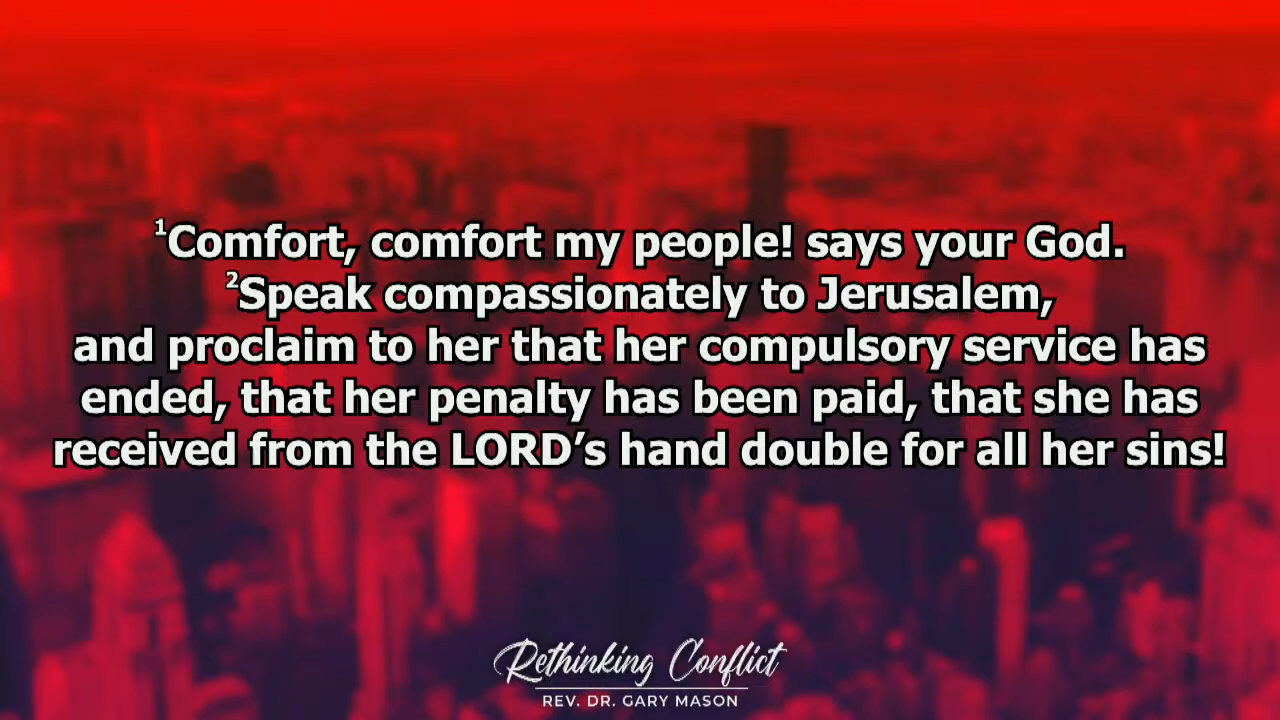 ¹Comfort, comfort my people! says your God.
²Speak compassionately to Jerusalem,
and proclaim to her that her compulsory service has
ended, that her penalty has been paid, that she has
received from the LORD’s hand double for all her sins!
Rethinking Conflict
REV. DR. GARY MASON